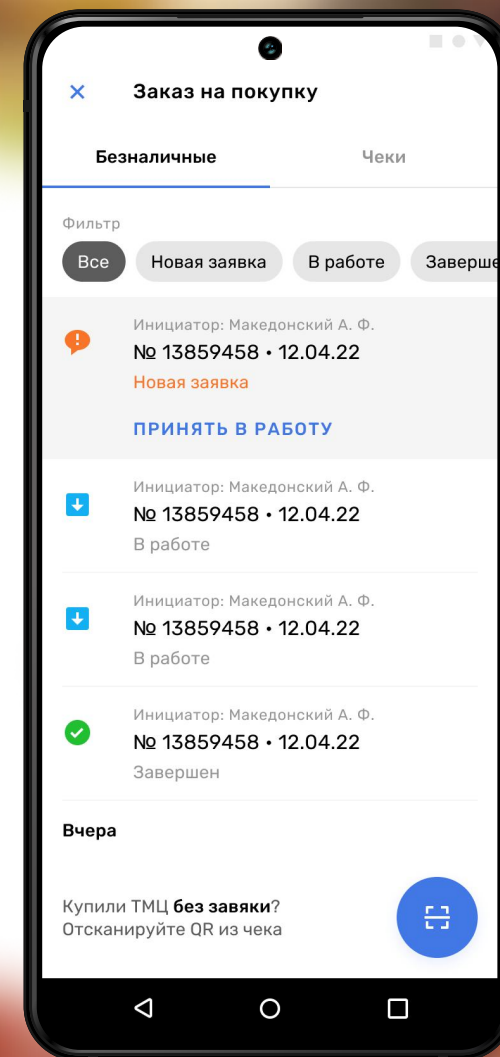 Заказ на покупку
Безналичные
Чеки
Фильтр
Все
Новая заявка
В работе
Заверше
Инициатор: Македонский А. Ф.
№ 13859458 • 12.04.22
Новая заявка
ПРИНЯТЬ В РАБОТУ
Инициатор: Македонский А. Ф.
№ 13859458 • 12.04.22
В работе
Инициатор: Македонский А. Ф.
№ 13859458 • 12.04.22
В работе
Инициатор: Македонский А. Ф.
№ 13859458 • 12.04.22
Завершен
Вчера
Купили ТМЦ без завяки?
Отсканируйте QR из чека